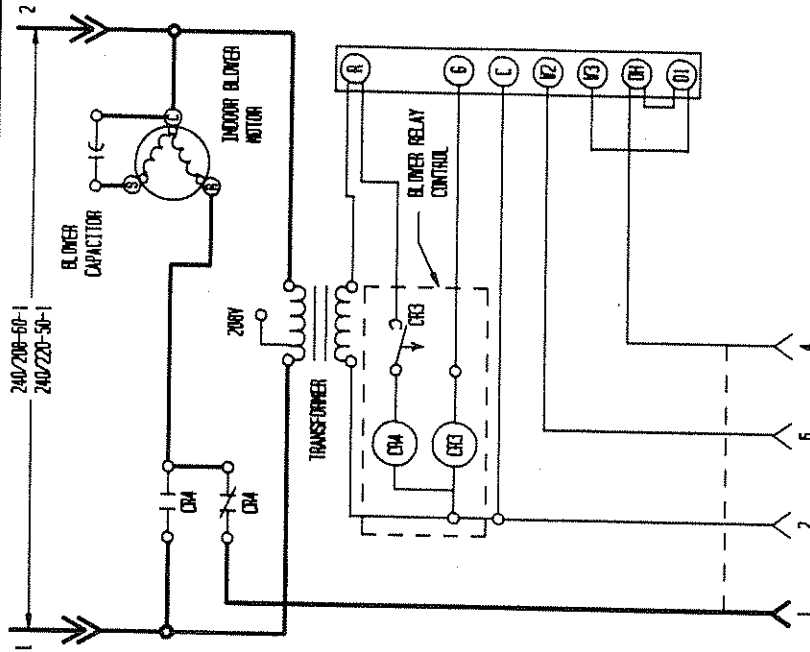 240/208-60-1
240/220-50-1
1
2
BLOWER
CAPACITOR
S
C
R
INDOOR BLOWER
MOTOR
CR4
CR4
208V
TRANSFORMER
BLOWER RELAY
CONTROL
CR3
CR4
CR3
R
G
C
W2
W3
OH
O1
1
2
6
4